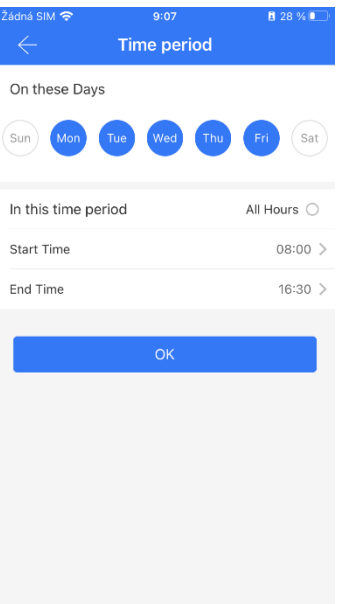 Žádná SIM 9:07 28 %
Time period
On these Days
Sun Mon Tue Wed Thu Fri Sat
In this time period All Hours
Start Time 08:00
End Time 16:30
OK